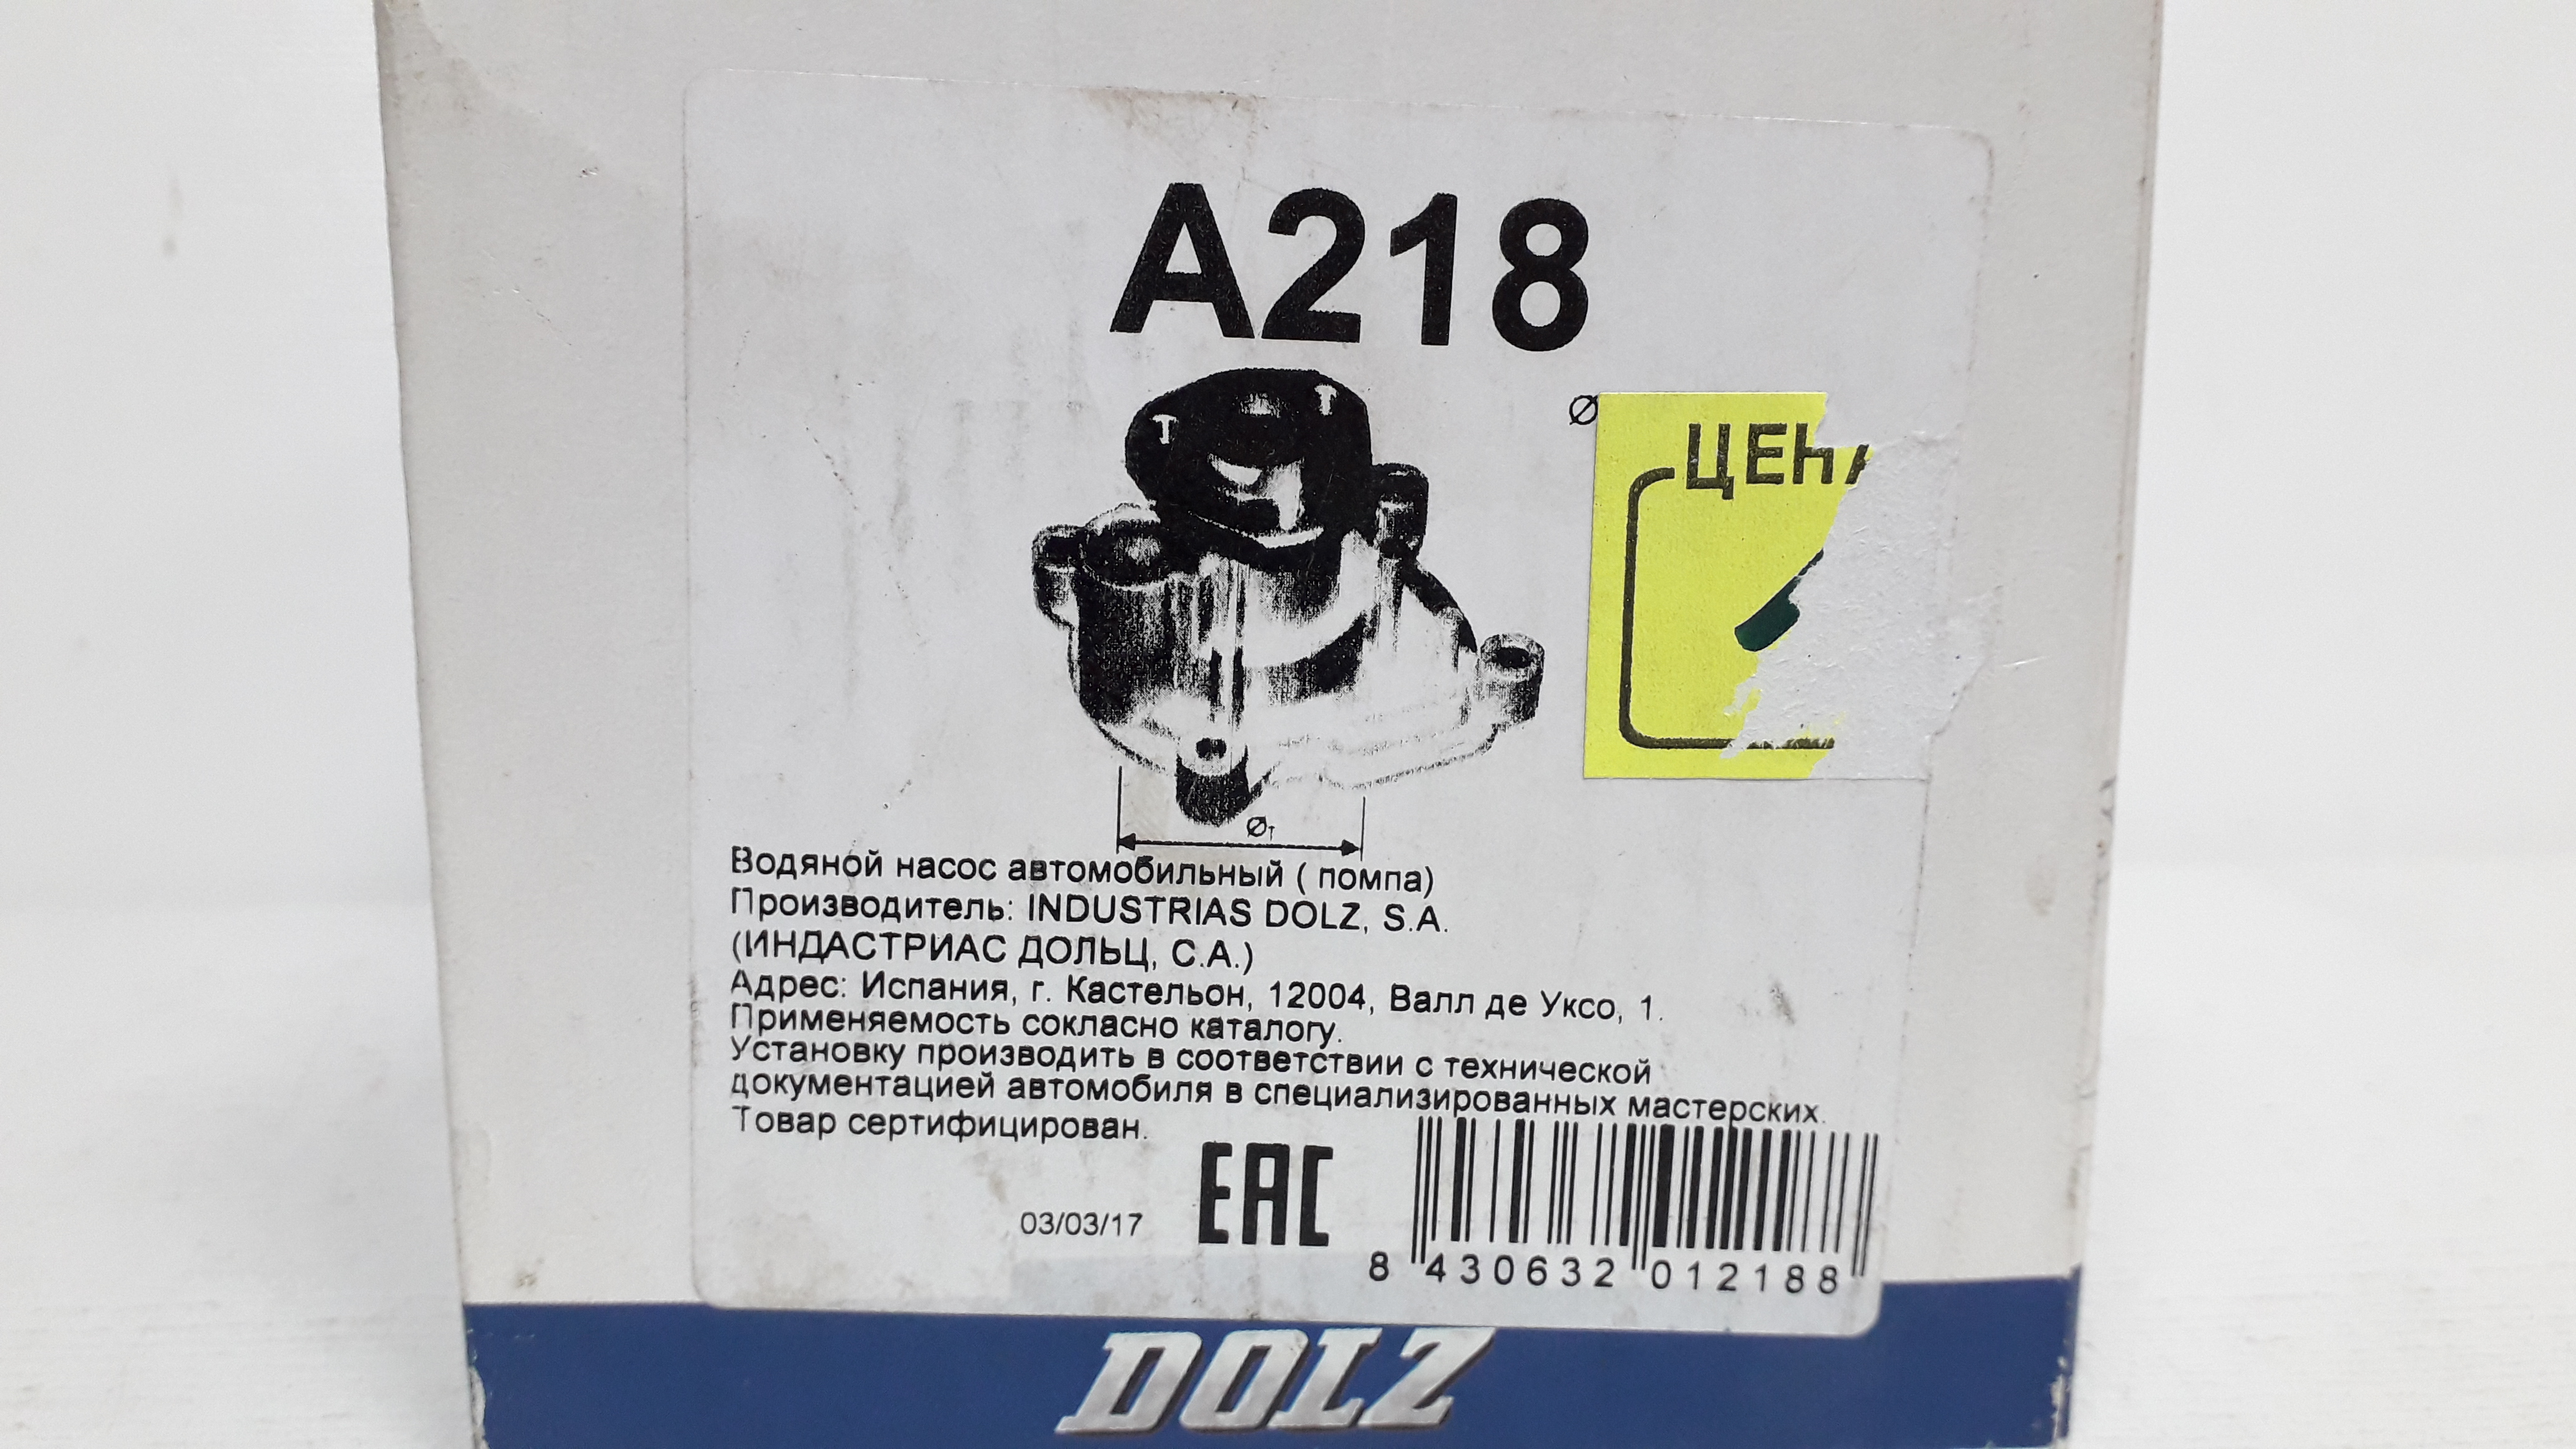 A218
Ø
ЦЕНА
Øт
Водяной насос автомобильный ( помпа)
Производитель: INDUSTRIAS DOLZ, S.A.
(ИНДАСТРИАС ДОЛЬЦ, С.А.)
Адрес: Испания, г. Кастельон, 12004, Валл де Уксо, 1.
Применяемость сокласно каталогу.
Установку производить в соответствии с технической
документацией автомобиля в специализированных мастерских.
Товар сертифицирован.
03/03/17
EAC
8 430632 012188
DOLZ